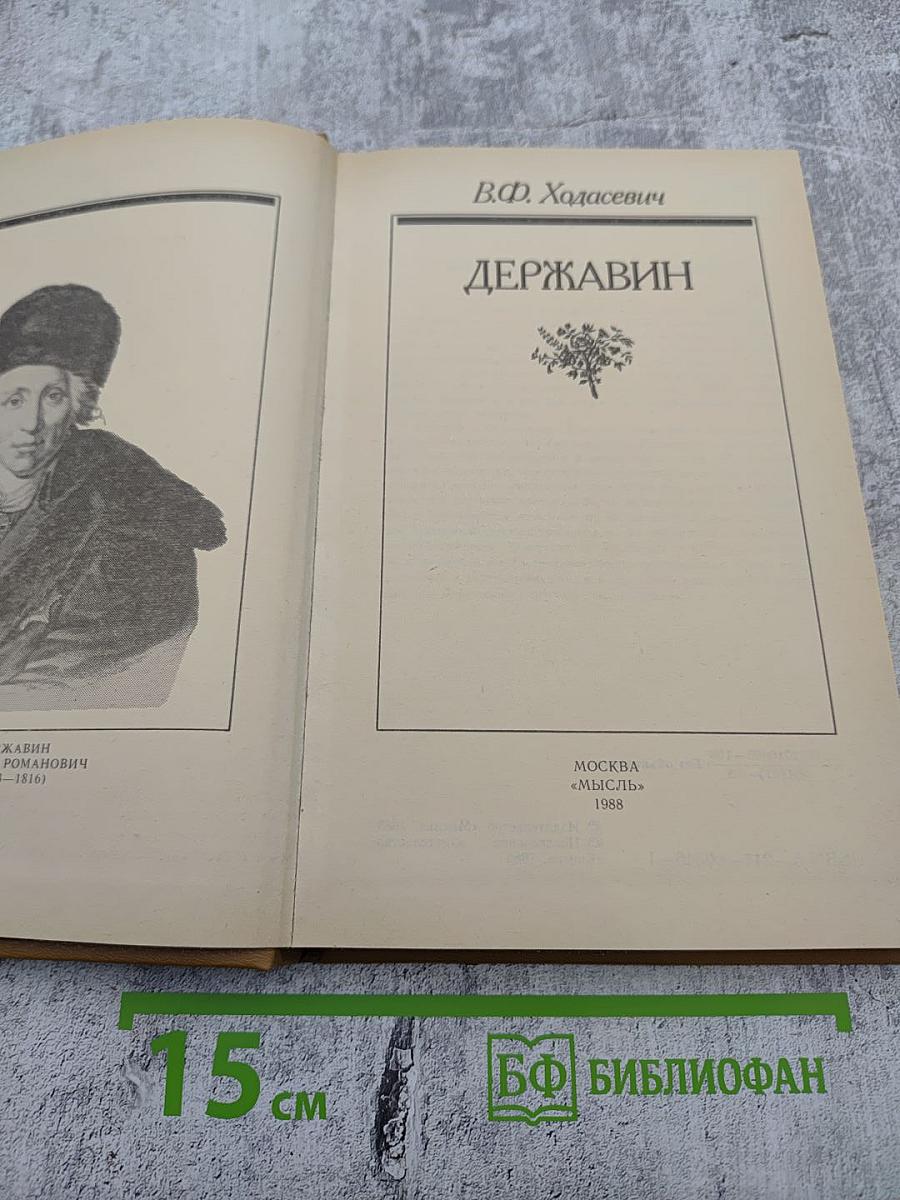 В.Ф. Ходасевич
ДЕРЖАВИН
ЖАВИН
РОМАНОВИЧ
—1816)
МОСКВА
«МЫСЛЬ»
1988
15 см
БФ БИБЛИОФАН